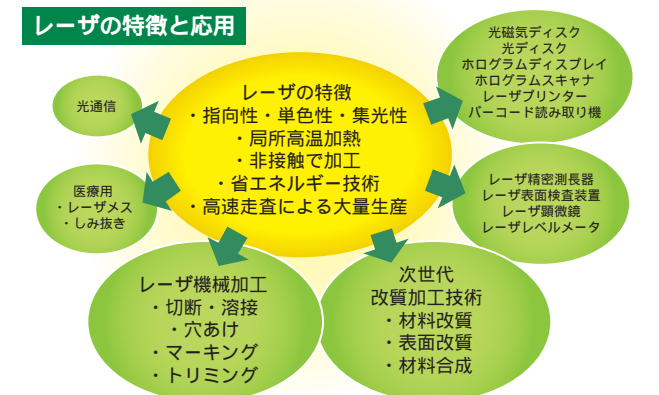 レーザの特徴と応用
レーザの特徴
・指向性・単色性・集光性
・局所高温加熱
・非接触で加工
・省エネルギー技術
・高速走査による大量生産
光通信
医療用
・レーザメス
・しみ抜き
レーザ機械加工
・切断・溶接
・穴あけ
・マーキング
・トリミング
次世代
改質加工技術
・材料改質
・表面改質
・材料合成
レーザ精密測長器
レーザ表面検査装置
レーザ顕微鏡
レーザレベルメータ
光磁気ディスク
光ディスク
ホログラムディスプレイ
ホログラムスキャナ
レーザプリンター
バーコード読み取り機